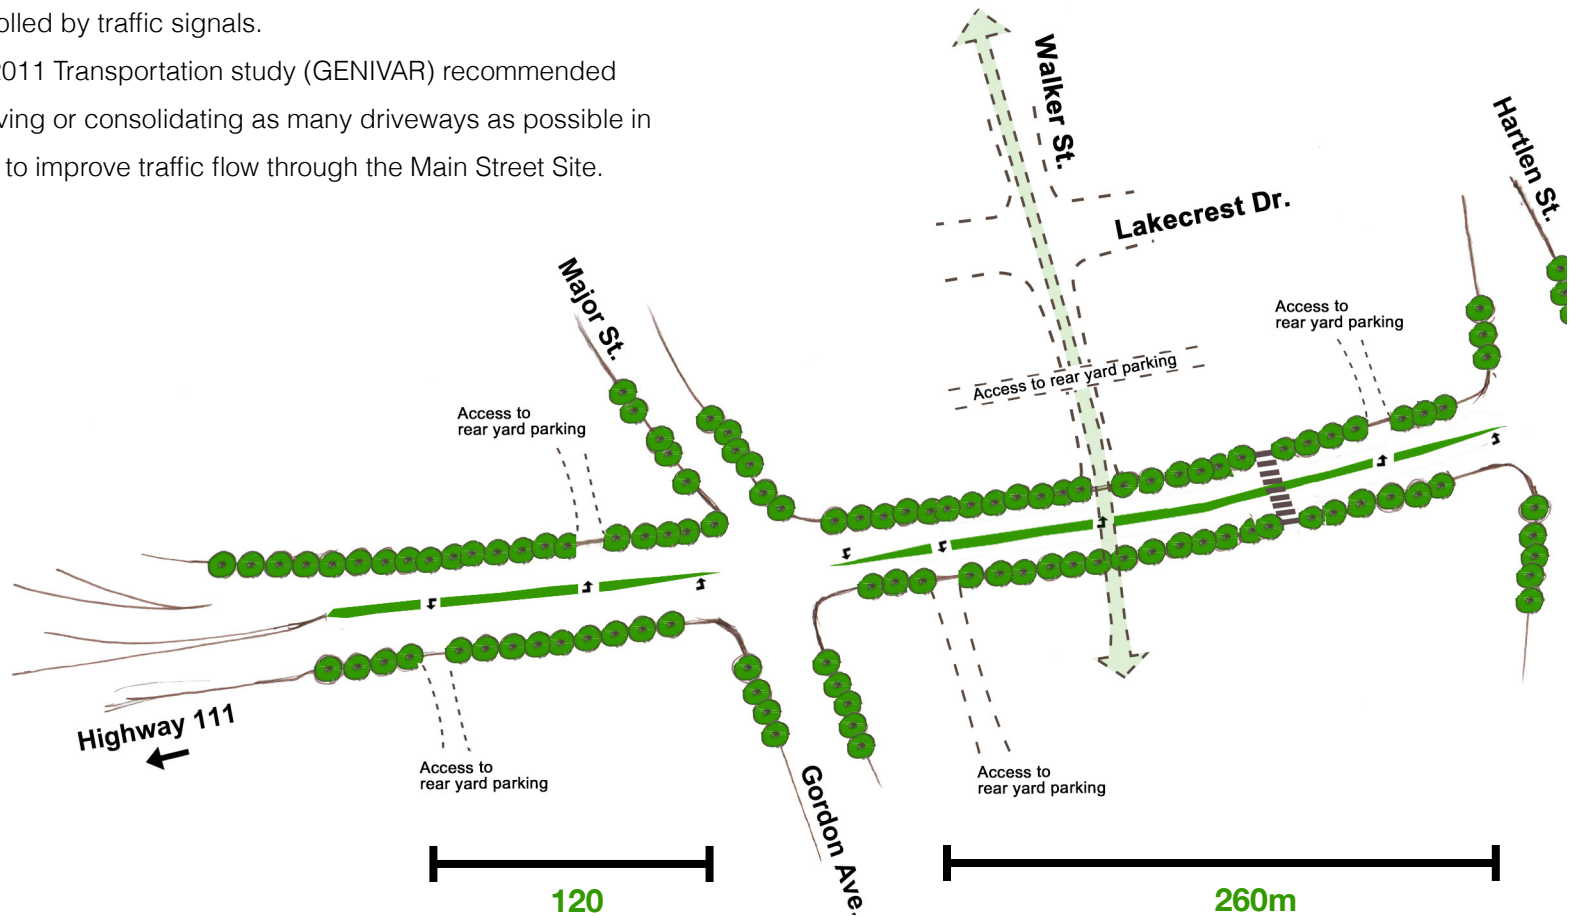 olled by traffic signals.
2011 Transportation study (GENIVAR) recommended
ving or consolidating as many driveways as possible in
to improve traffic flow through the Main Street Site.
Walker St.
Hartlen St.
Lakecrest Dr.
Major St.
Access to
rear yard parking
Access to rear yard parking
Access to
rear yard parking
Highway 111
Access to
rear yard parking
Access to
rear yard parking
Gordon Ave.
120
260m